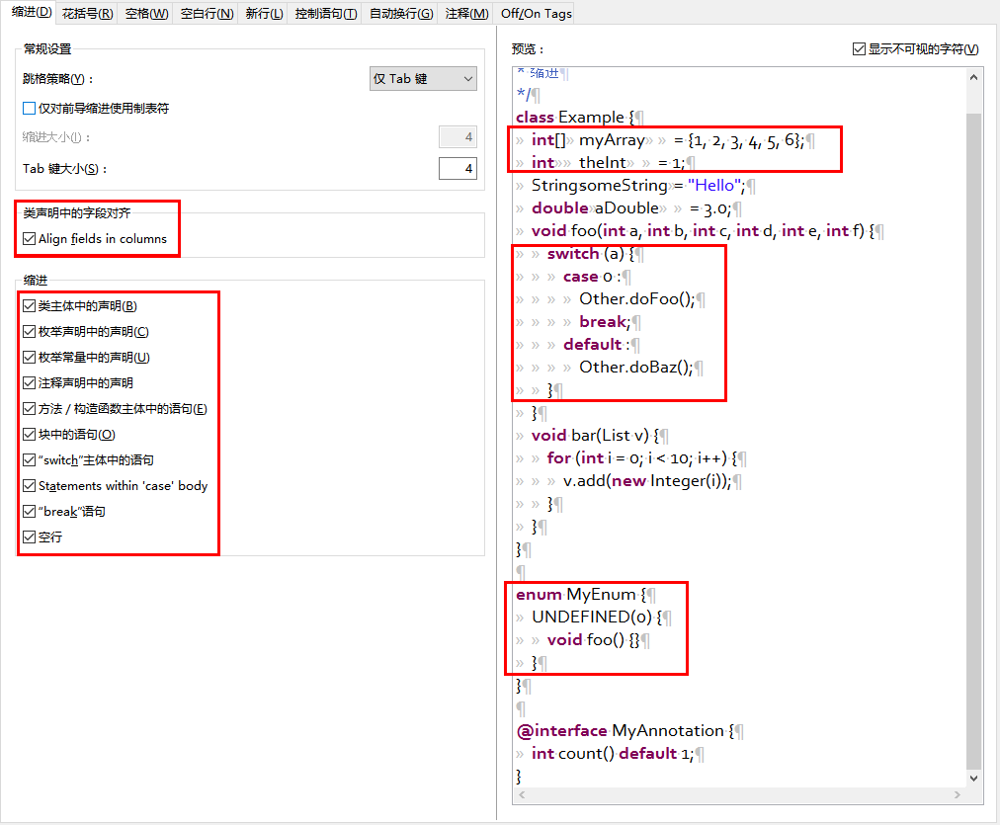 缩进(D) 花括号(R) 空格(W) 空白行(N) 新行(L) 控制语句(T) 自动换行(G) 注释(M) Off/On Tags
常规设置
跳格策略(Y)： 仅 Tab 键
仅对前导缩进使用制表符
缩进大小(I)： 4
Tab 键大小(S)： 4
类声明中的字段对齐
Align fields in columns
缩进
类主体中的声明(B)
枚举声明中的声明(C)
枚举常量中的声明(U)
注释声明中的声明
方法 / 构造函数主体中的语句(E)
块中的语句(O)
“switch”主体中的语句
Statements within 'case' body
“break”语句
空行
预览： 显示不可视的字符(V)
*·缩进¶
*/¶
class·Example·{¶
» int[]» myArray» » =·{1,·2,·3,·4,·5,·6};¶
» int» » theInt» » =·1;¶
» StringsomeString·=·"Hello";¶
» double·aDouble» » =·3.0;¶
» void·foo(int·a,·int·b,·int·c,·int·d,·int·e,·int·f)·{¶
» » switch·(a)·{¶
» » » case·0·:¶
» » » » Other.doFoo();¶
» » » » break;¶
» » » default·:¶
» » » » Other.doBaz();¶
» » }¶
» }¶
» void·bar(List·v)·{¶
» » for·(int·i·=·0;·i·<·10;·i++)·{¶
» » » v.add(new·Integer(i));¶
» » }¶
» }¶
}¶
¶
enum·MyEnum·{¶
» UNDEFINED(0)·{¶
» » void·foo()·{}¶
» }¶
}¶
¶
@interface·MyAnnotation·{¶
» int·count()·default·1;¶
}